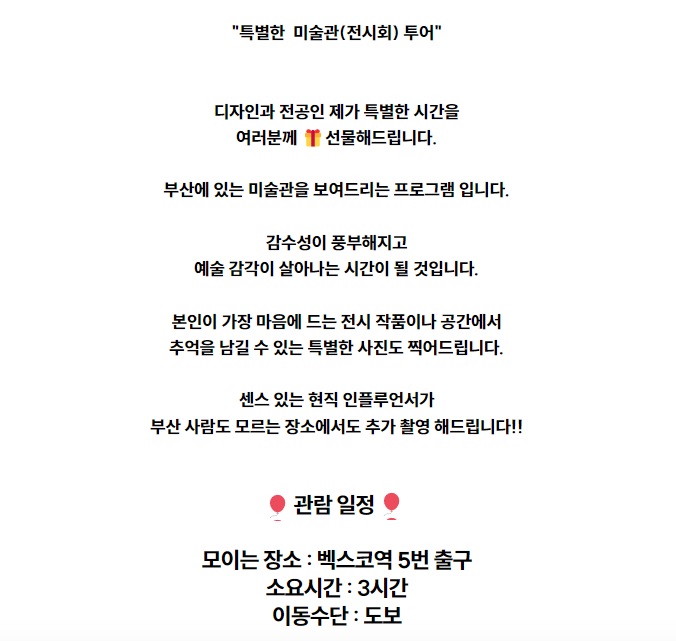 "특별한 미술관(전시회) 투어"
디자인과 전공인 제가 특별한 시간을
여러분께 🎁 선물해드립니다.
부산에 있는 미술관을 보여드리는 프로그램 입니다.
감수성이 풍부해지고
예술 감각이 살아나는 시간이 될 것입니다.
본인이 가장 마음에 드는 전시 작품이나 공간에서
추억을 남길 수 있는 특별한 사진도 찍어드립니다.
센스 있는 현직 인플루언서가
부산 사람도 모르는 장소에서도 추가 촬영 해드립니다!!
🎈 관람 일정 🎈
모이는 장소 : 벡스코역 5번 출구
소요시간 : 3시간
이동수단 : 도보